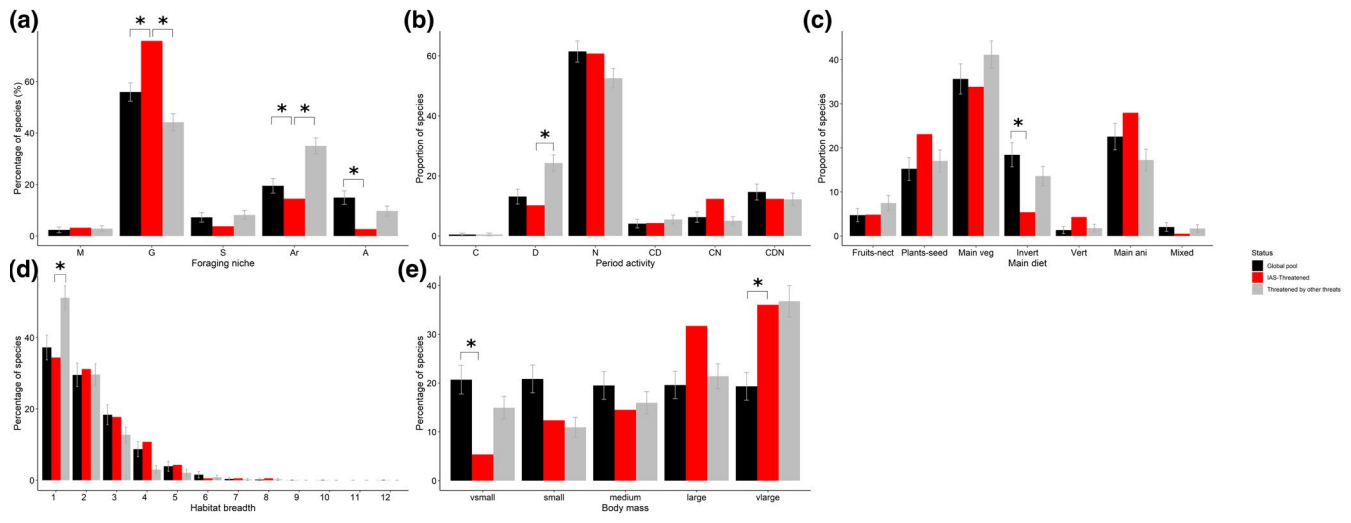 (a)
*
*
*
*
*
Percentage of species (%)
60
40
20
0
M G S Ar A
Foraging niche
(b)
*
Proportion of species
60
40
20
0
C D N CD CN CDN
Period activity
(c)
*
Proportion of species
40
30
20
10
0
Fruits-nect Plants-seed Main veg Invert Vert Main ani Mixed
Main diet
Status
Global pool
IAS-Threatened
Threatened by other threats
(d)
*
Percentage of species
40
20
0
1 2 3 4 5 6 7 8 9 10 11 12
Habitat breadth
(e)
*
*
Percentage of species
40
30
20
10
0
vsmall small medium large vlarge
Body mass